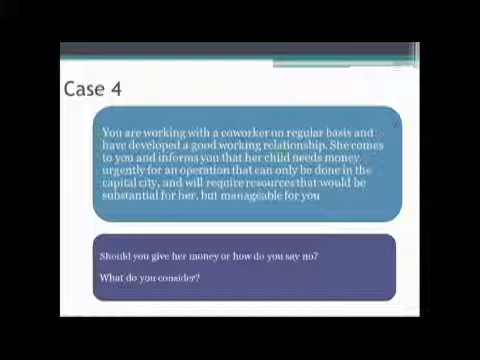 Case 4
You are working with a coworker on regular basis and
have developed a good working relationship. She comes
to you and informs you that her child needs money
urgently for an operation that can only be done in the
capital city, and will require resources that would be
substantial for her, but manageable for you
Should you give her money or how do you say no?
What do you consider?